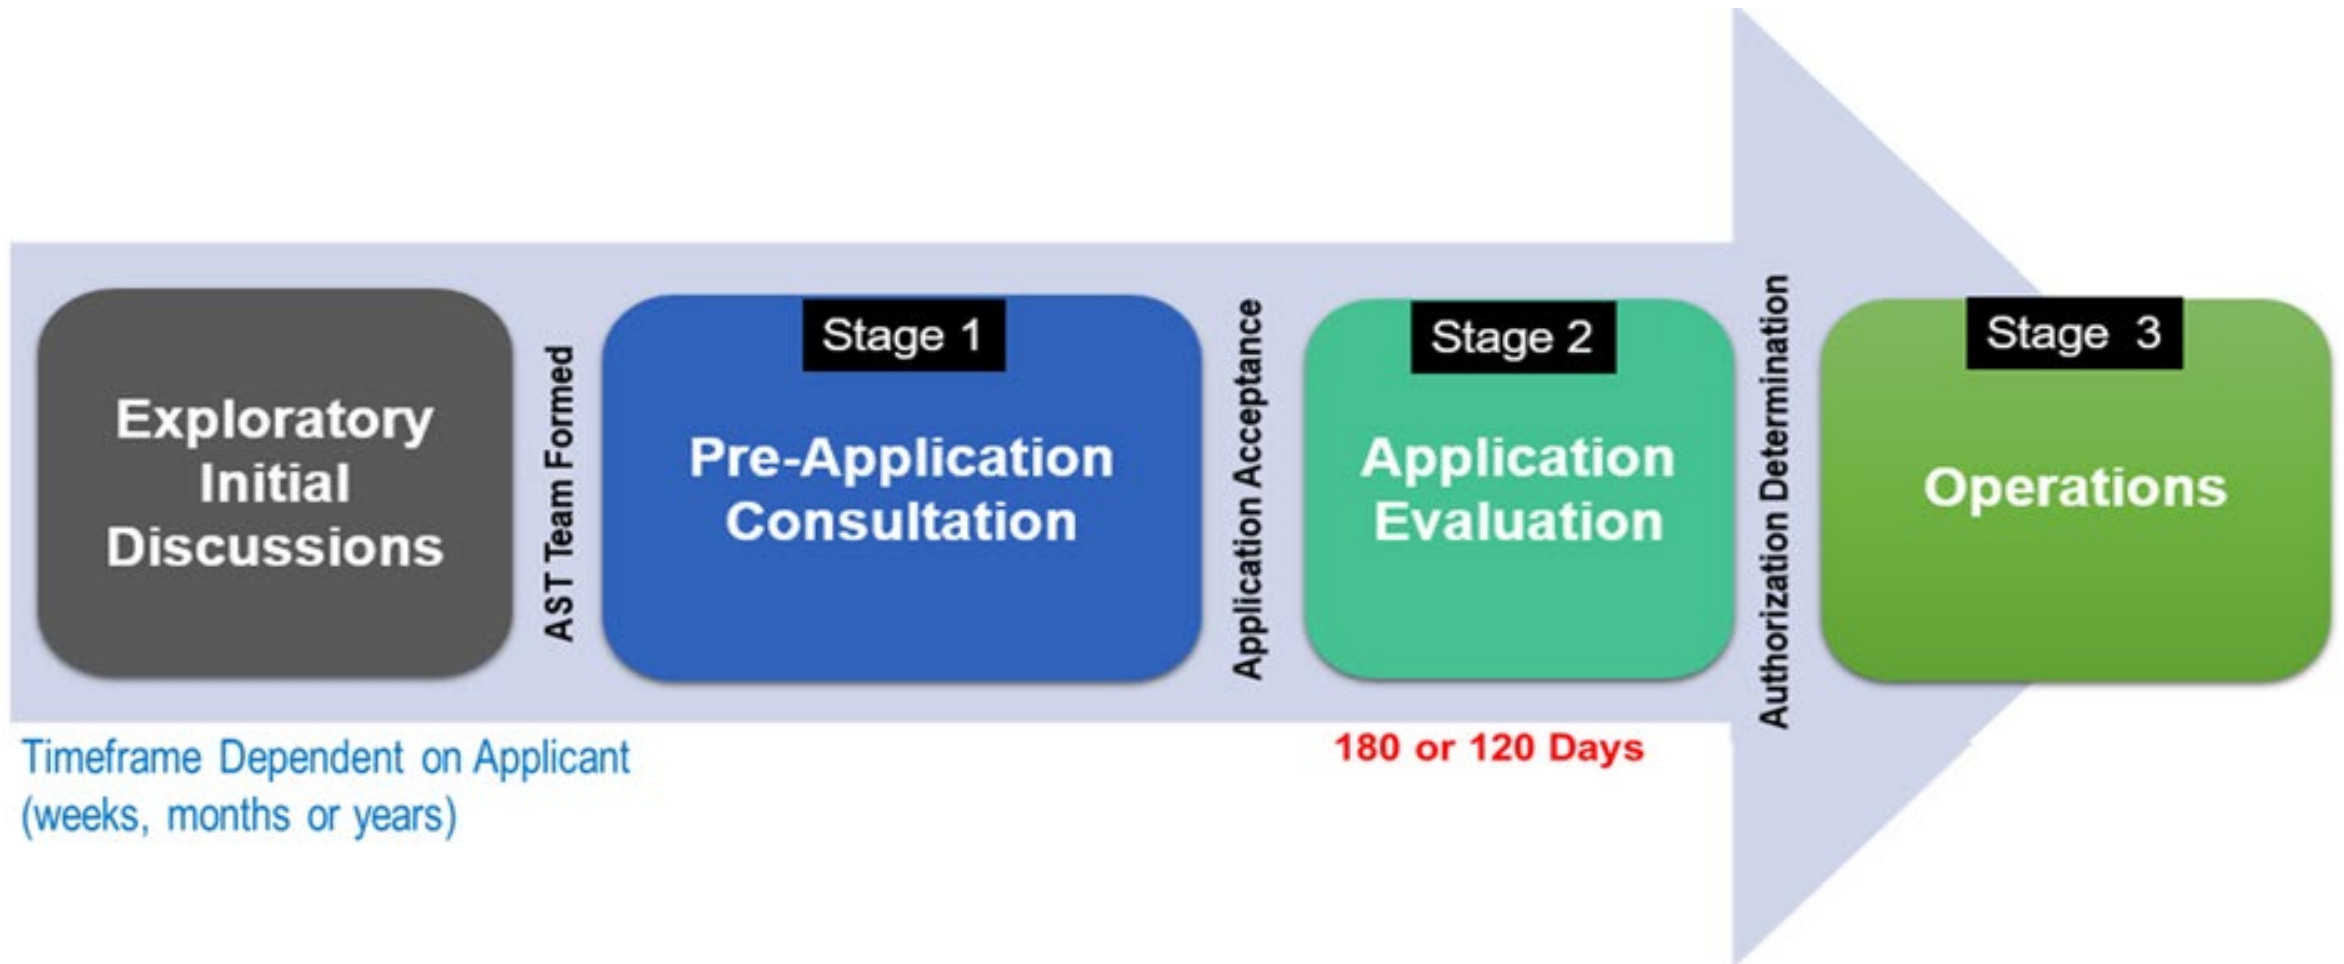 Exploratory
Initial
Discussions
AST Team Formed
Stage 1
Pre-Application
Consultation
Application Acceptance
Stage 2
Application
Evaluation
Authorization Determination
Stage 3
Operations
Timeframe Dependent on Applicant
(weeks, months or years)
180 or 120 Days